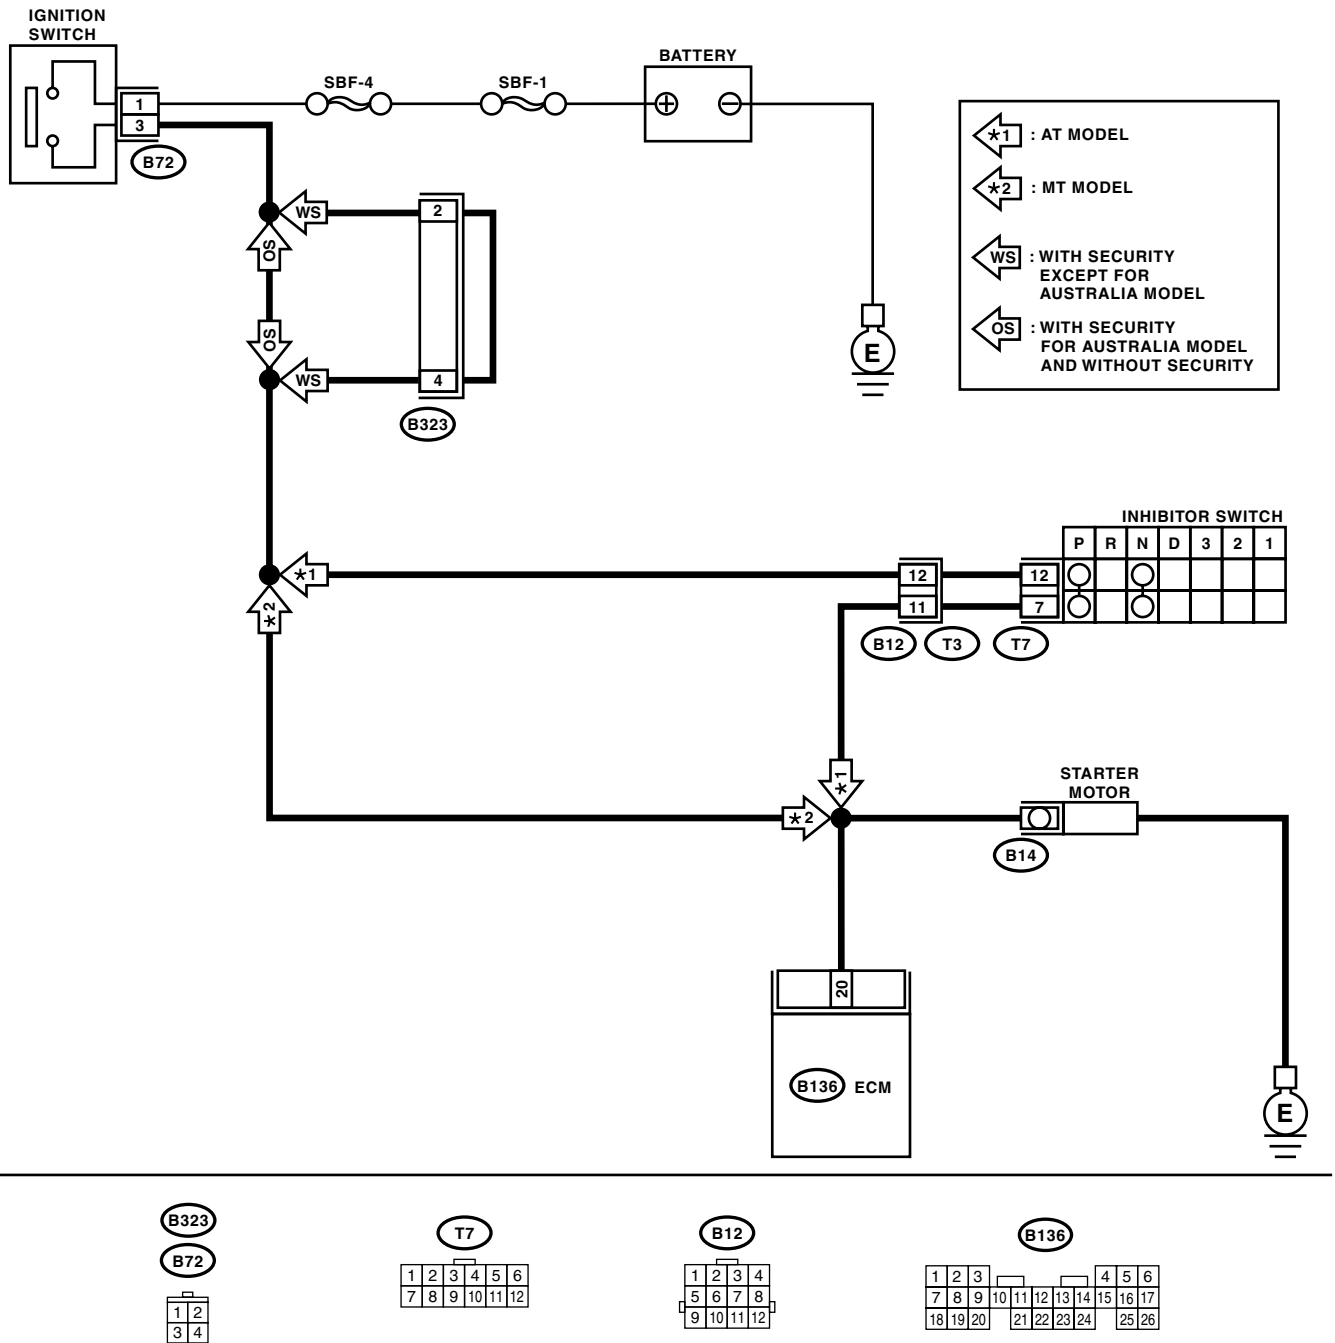 IGNITION
SWITCH
1
3
B72
SBF-4
SBF-1
BATTERY
+
−
E
*1 : AT MODEL
*2 : MT MODEL
WS : WITH SECURITY
EXCEPT FOR
AUSTRALIA MODEL
OS : WITH SECURITY
FOR AUSTRALIA MODEL
AND WITHOUT SECURITY
WS
2
OS
OS
WS
4
B323
INHIBITOR SWITCH
P R N D 3 2 1
*1
12
12
11
7
*2
B12
T3
T7
*1
STARTER
MOTOR
*2
B14
20
B136 ECM
E
B323
B72
1 2
3 4
T7
1 2 3 4 5 6
7 8 9 10 11 12
B12
1 2 3 4
5 6 7 8
9 10 11 12
B136
1 2 3 4 5 6
7 8 9 10 11 12 13 14 15 16 17
18 19 20 21 22 23 24 25 26